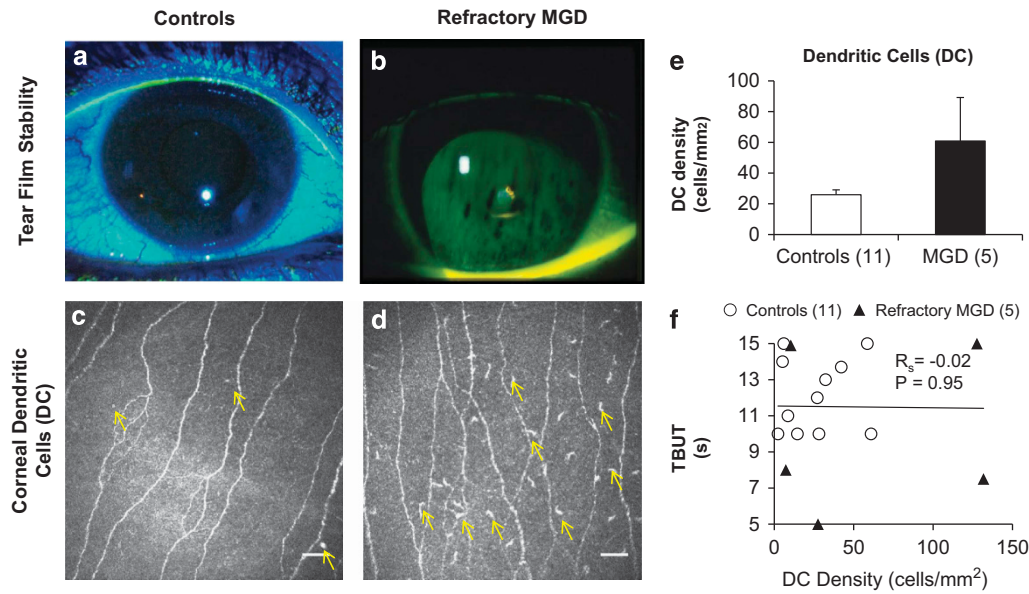 Controls
Refractory MGD
Tear Film Stability
a
b
Corneal Dendritic
Cells (DC)
c
d
e
Dendritic Cells (DC)
DC density
(cells/mm2)
100
80
60
40
20
0
Controls (11)
MGD (5)
f
Controls (11)
Refractory MGD (5)
Rs= -0.02
P = 0.95
TBUT
(s)
15
13
11
9
7
5
0
50
100
150
DC Density (cells/mm²)